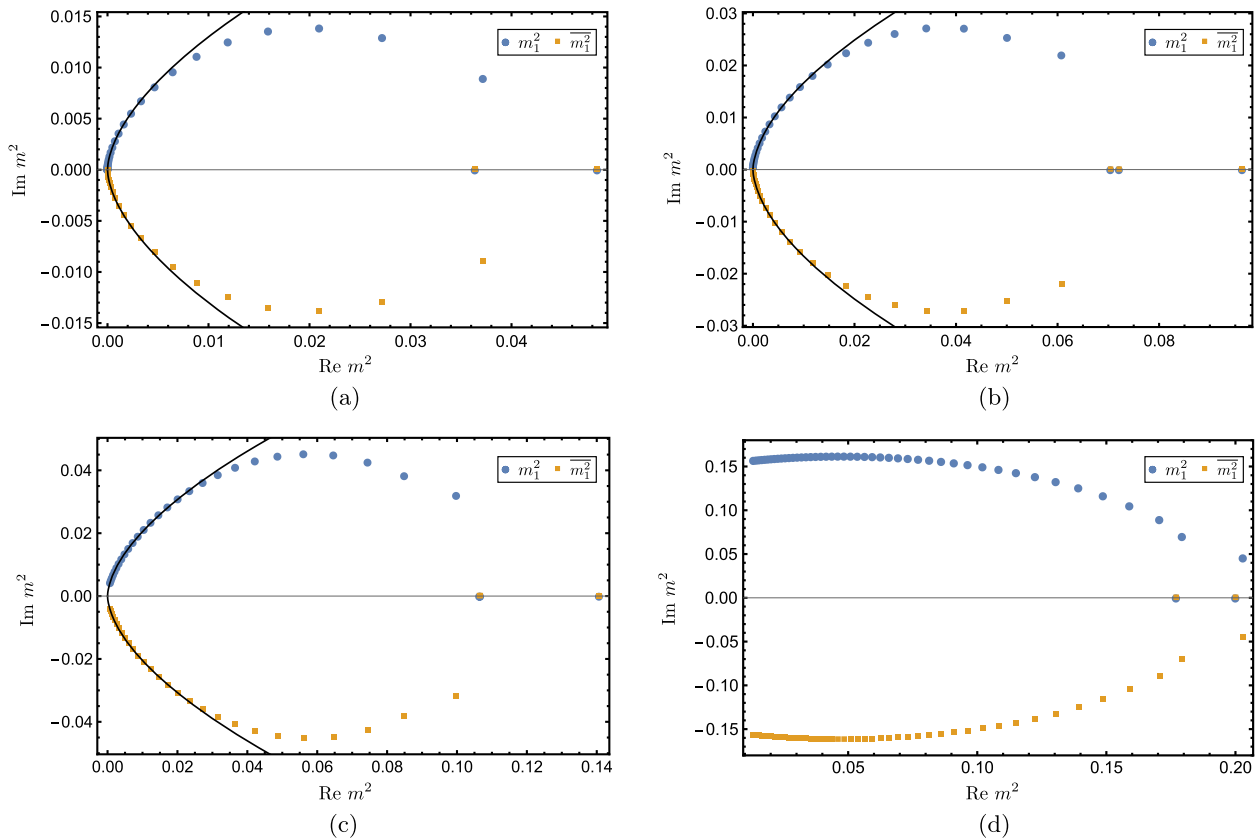 0.015
0.010
0.005
0.000
−0.005
−0.010
−0.015
Im m²
0.00 0.01 0.02 0.03 0.04
Re m²
m₁² m₁²̅
(a)
0.03
0.02
0.01
0.00
−0.01
−0.02
−0.03
Im m²
0.00 0.02 0.04 0.06 0.08
Re m²
m₁² m₁²̅
(b)
0.04
0.02
0.00
−0.02
−0.04
Im m²
0.00 0.02 0.04 0.06 0.08 0.10 0.12 0.14
Re m²
m₁² m₁²̅
(c)
0.15
0.10
0.05
0.00
−0.05
−0.10
−0.15
Im m²
0.05 0.10 0.15 0.20
Re m²
m₁² m₁²̅
(d)